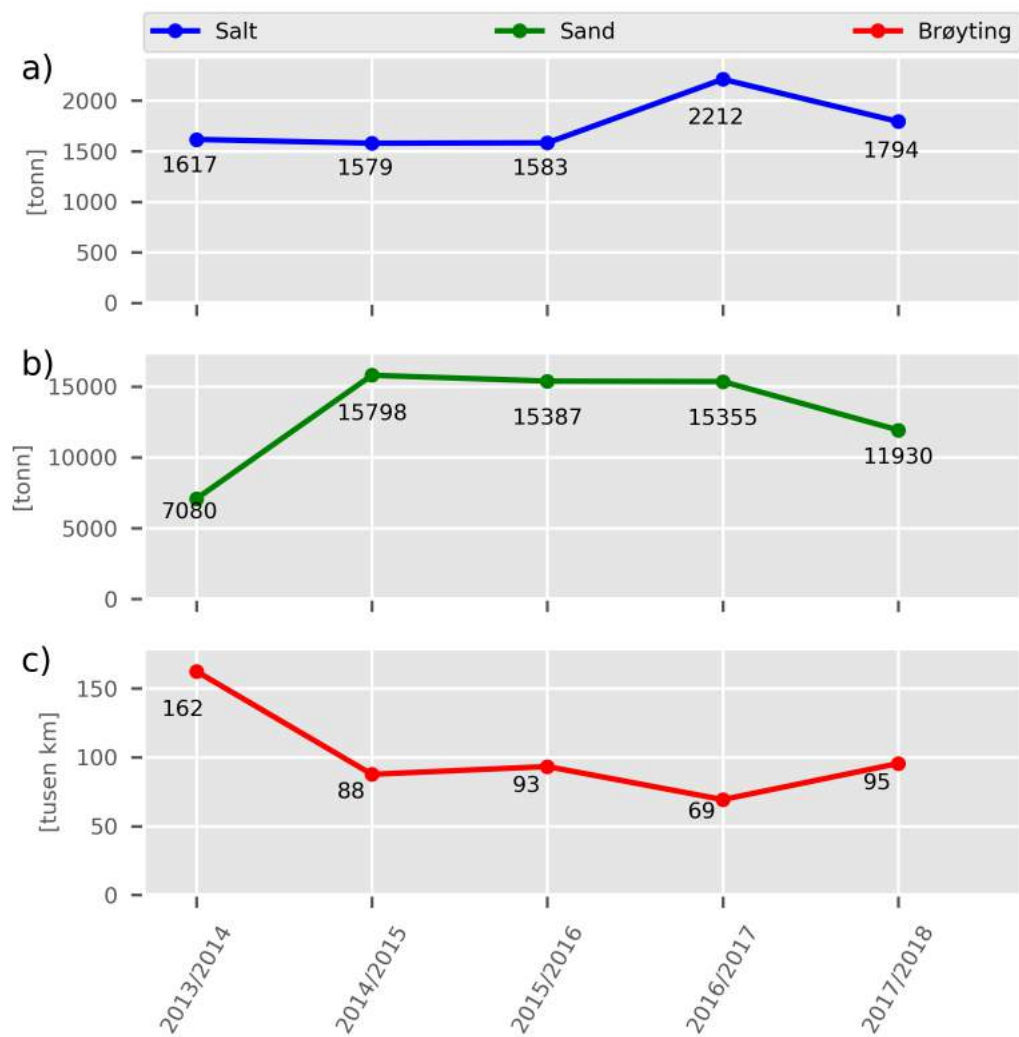 Salt Sand Brøyting
a)
2000
1500
1000
500
0
[tonn]
1617 1579 1583 2212 1794
b)
15000
10000
5000
0
[tonn]
7080 15798 15387 15355 11930
c)
150
100
50
0
[tusen km]
162 88 93 69 95
2013/2014 2014/2015 2015/2016 2016/2017 2017/2018